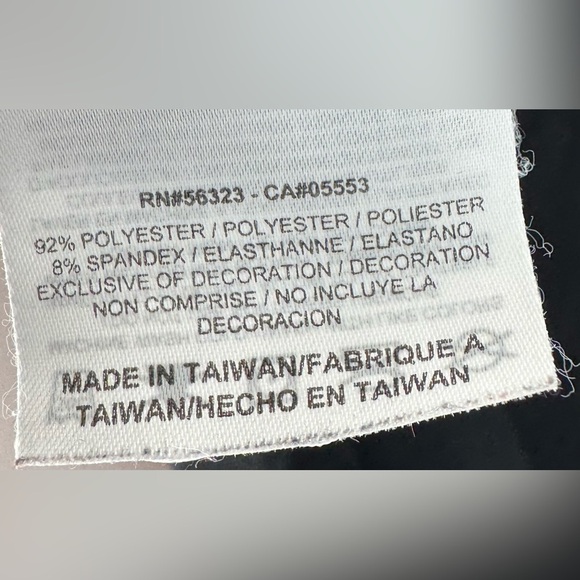 RN#56323 - CA#05553
92% POLYESTER / POLYESTER / POLIESTER
8% SPANDEX / ELASTHANNE / ELASTANO
EXCLUSIVE OF DECORATION / DECORATION
NON COMPRISE / NO INCLUYE LA
DECORACION
MADE IN TAIWAN/FABRIQUE A
TAIWAN/HECHO EN TAIWAN